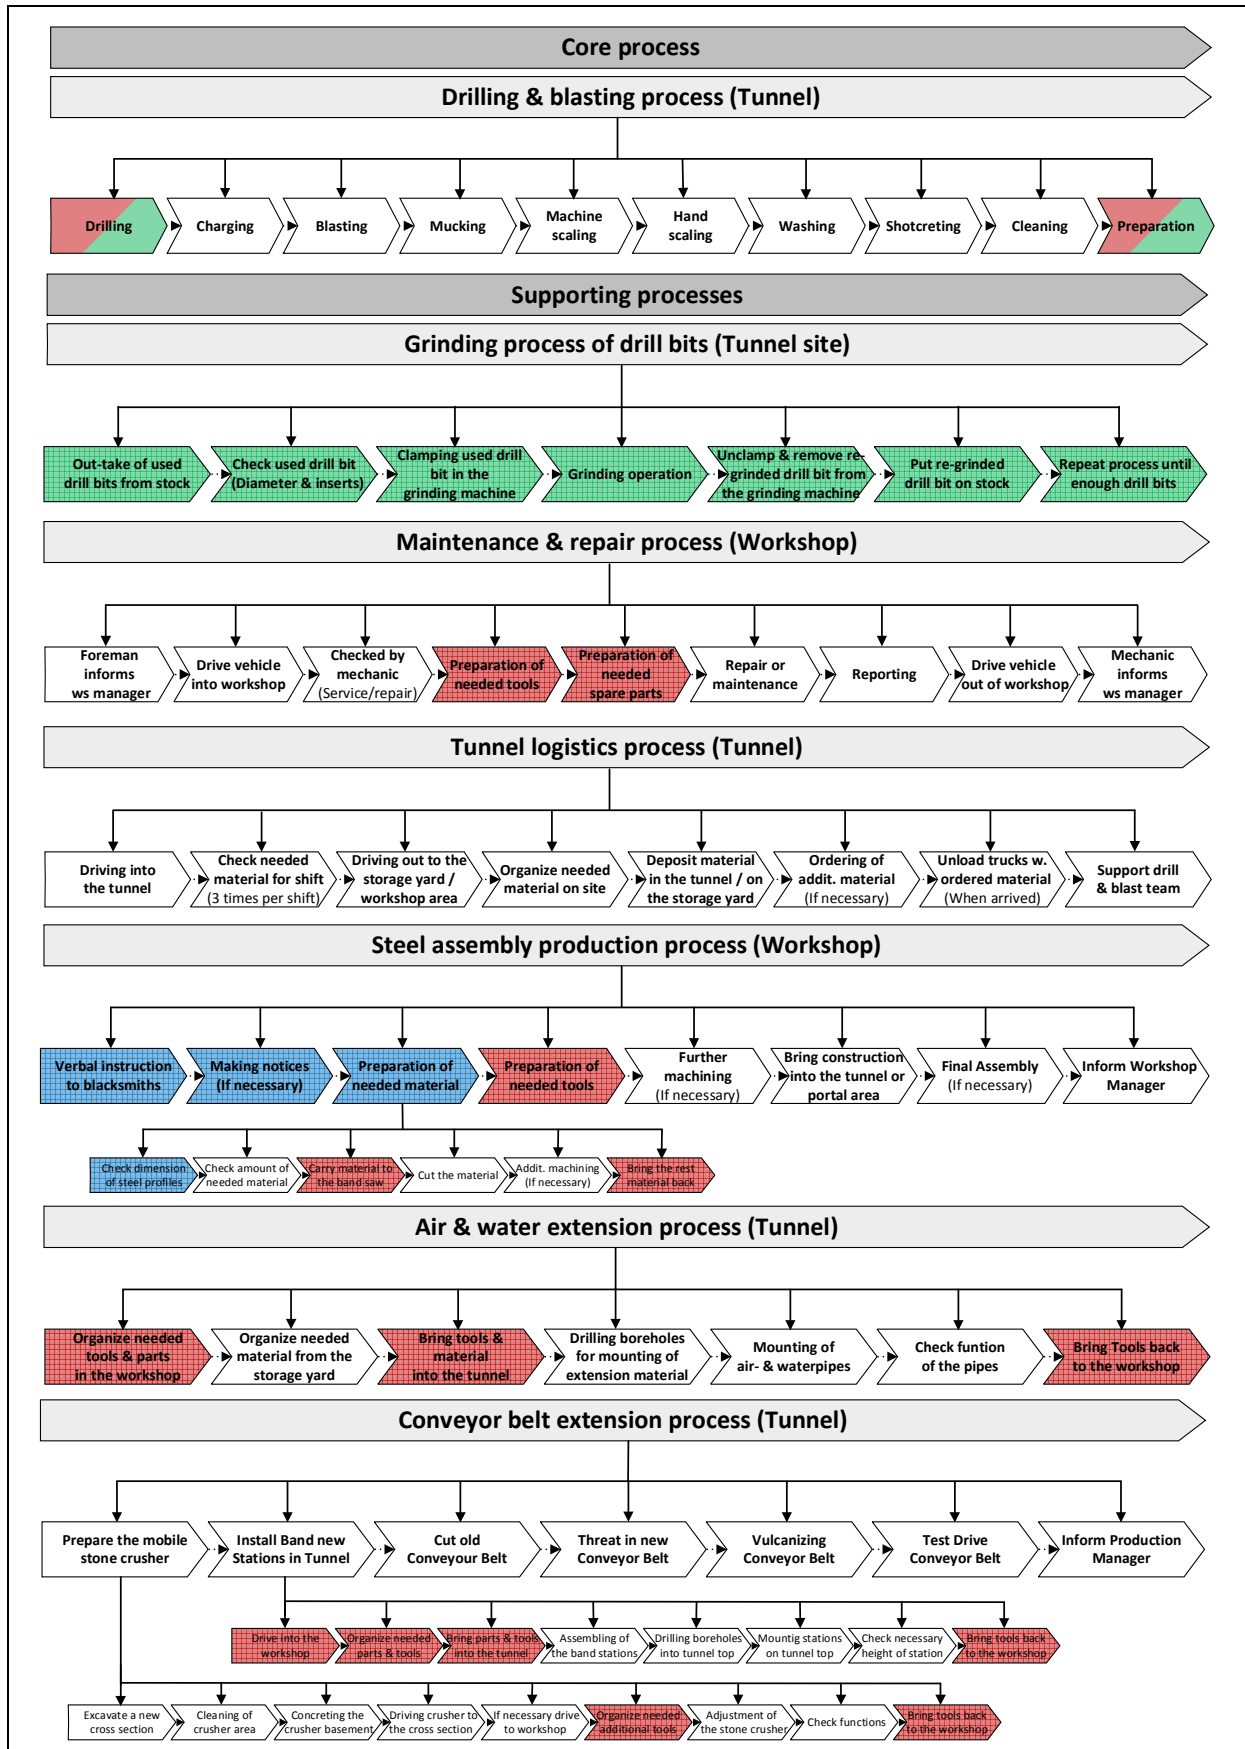 Core process
Drilling & blasting process (Tunnel)
Drilling
Charging
Blasting
Mucking
Machine
scaling
Hand
scaling
Washing
Shotcreting
Cleaning
Preparation
Supporting processes
Grinding process of drill bits (Tunnel site)
Out-take of used
drill bits from stock
Check used drill bit
(Diameter & inserts)
Clamping used drill
bit in the
grinding machine
Grinding operation
Unclamp & remove re-
grinded drill bit from
the grinding machine
Put re-grinded
drill bit on stock
Repeat process until
enough drill bits
Maintenance & repair process (Workshop)
Foreman
informs
ws manager
Drive vehicle
into workshop
Checked by
mechanic
(Service/repair)
Preparation of
needed tools
Preparation of
needed
spare parts
Repair or
maintenance
Reporting
Drive vehicle
out of workshop
Mechanic
informs
ws manager
Tunnel logistics process (Tunnel)
Driving into
the tunnel
Check needed
material for shift
(3 times per shift)
Driving out to the
storage yard /
workshop area
Organize needed
material on site
Deposit material
in the tunnel / on
the storage yard
Ordering of
addit. material
(If necessary)
Unload trucks w.
ordered material
(When arrived)
Support drill
& blast team
Steel assembly production process (Workshop)
Verbal instruction
to blacksmiths
Making notices
(If necessary)
Preparation of
needed material
Preparation of
needed tools
Further
machining
(If necessary)
Bring construction
into the tunnel or
portal area
Final Assembly
(If necessary)
Inform Workshop
Manager
Check dimension
of steel profiles
Check amount of
needed material
Carry material to
the band saw
Cut the material
Addit. machining
(If necessary)
Bring the rest
material back
Air & water extension process (Tunnel)
Organize needed
tools & parts
in the workshop
Organize needed
material from the
storage yard
Bring tools &
material
into the tunnel
Drilling boreholes
for mounting of
extension material
Mounting of
air- & waterpipes
Check funtion
of the pipes
Bring Tools back
to the workshop
Conveyor belt extension process (Tunnel)
Prepare the mobile
stone crusher
Install Band new
Stations in Tunnel
Cut old
Conveyour Belt
Threat in new
Conveyor Belt
Vulcanizing
Conveyor Belt
Test Drive
Conveyor Belt
Inform Production
Manager
Drive into the
workshop
Organize needed
parts & tools
Bring parts & tools
into the tunnel
Assembling of
the band stations
Drilling boreholes
into tunnel top
Mountig stations
on tunnel top
Check necessary
height of station
Bring tools back
to the workshop
Excavate a new
cross section
Cleaning of
crusher area
Concreting the
crusher basement
Driving crusher to
the cross section
If necessary drive
to workshop
Organize needed
additional tools
Adjustment of
the stone crusher
Check functions
Bring tools back
to the workshop